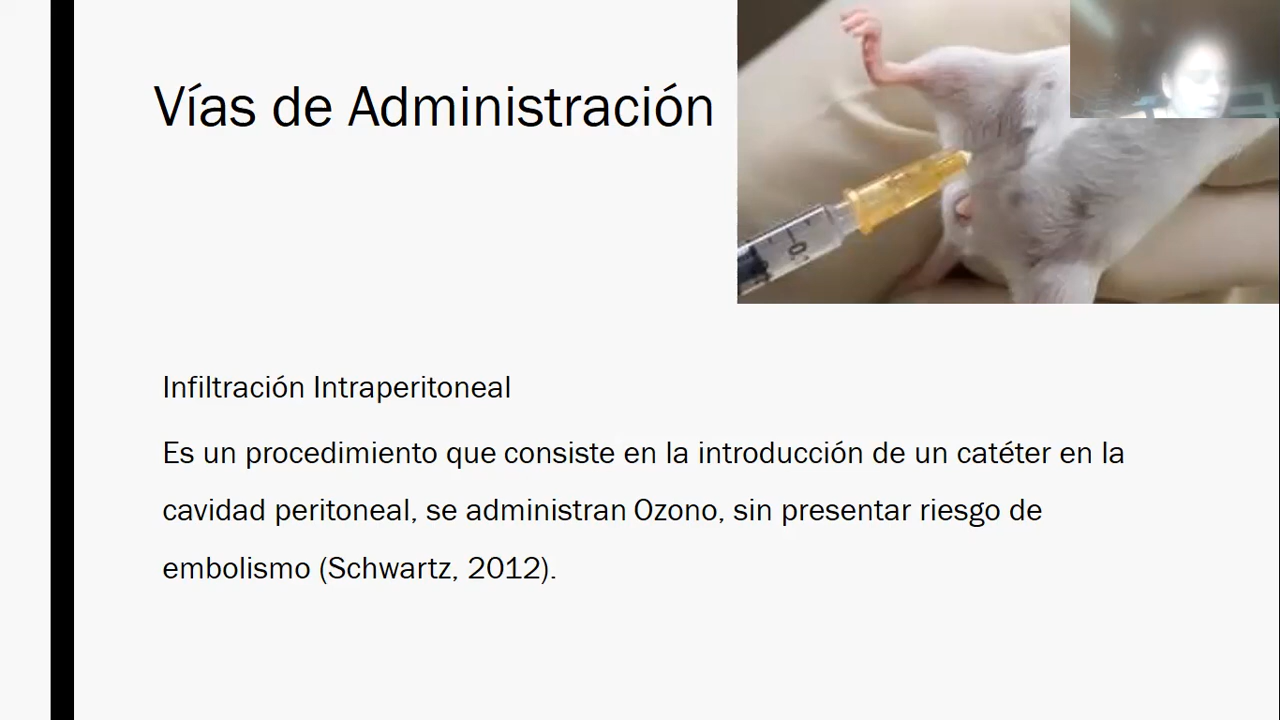 Vías de Administración
Infiltración Intraperitoneal
Es un procedimiento que consiste en la introducción de un catéter en la
cavidad peritoneal, se administran Ozono, sin presentar riesgo de
embolismo (Schwartz, 2012).